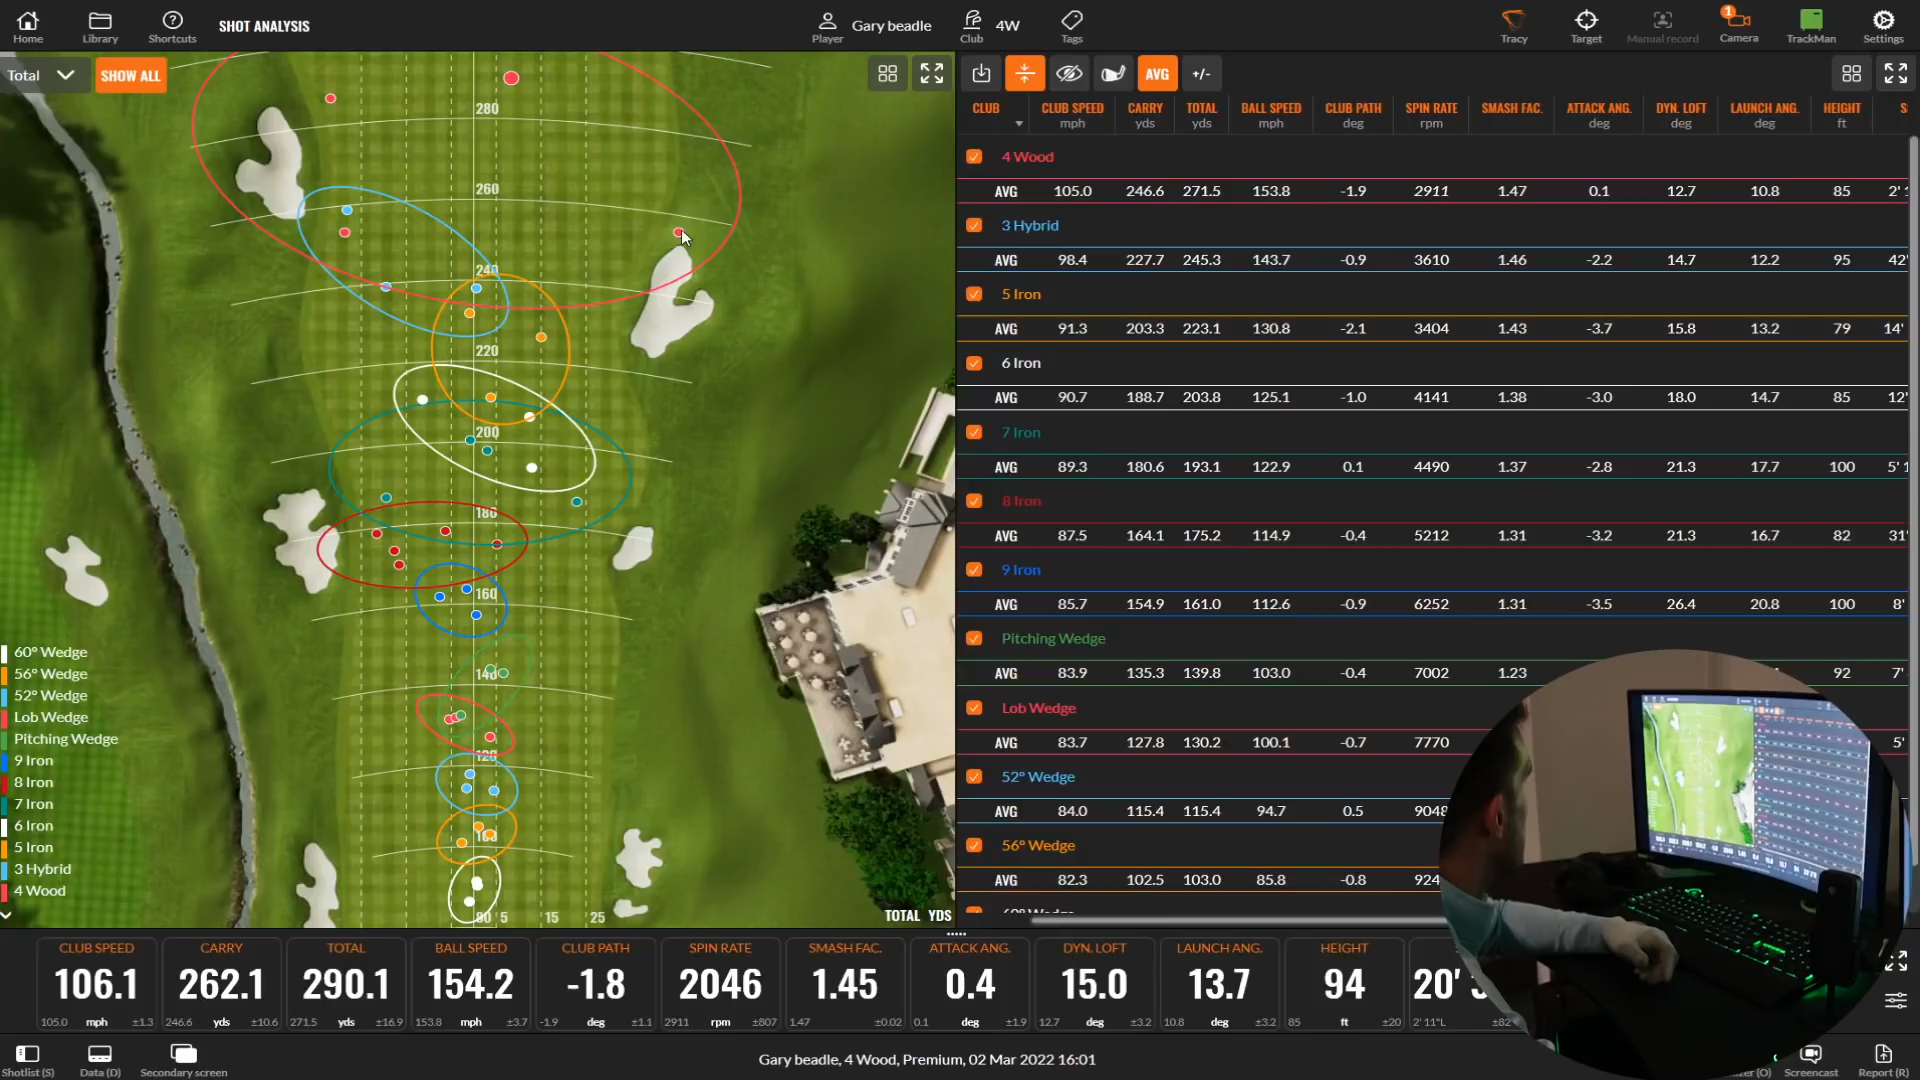 Home
Library
Shortcuts
SHOT ANALYSIS
Player
Gary beadle
Club
4W
Tags
Tracy
Target
Manual record
1
Camera
TrackMan
Settings
Total
SHOW ALL
AVG
+/-
280
260
240
220
200
180
160
140
120
5
15
25
TOTAL YDS
60° Wedge
56° Wedge
52° Wedge
Lob Wedge
Pitching Wedge
9 Iron
8 Iron
7 Iron
6 Iron
5 Iron
3 Hybrid
4 Wood
CLUB CLUB SPEED CARRY TOTAL BALL SPEED CLUB PATH SPIN RATE SMASH FAC. ATTACK ANG. DYN. LOFT LAUNCH ANG. HEIGHT
mph yds yds mph deg rpm deg deg deg ft
4 Wood
AVG 105.0 246.6 271.5 153.8 -1.9 2911 1.47 0.1 12.7 10.8 85
3 Hybrid
AVG 98.4 227.7 245.3 143.7 -0.9 3610 1.46 -2.2 14.7 12.2 95 42'
5 Iron
AVG 91.3 203.3 223.1 130.8 -2.1 3404 1.43 -3.7 15.8 13.2 79 14'
6 Iron
AVG 90.7 188.7 203.8 125.1 -1.0 4141 1.38 -3.0 18.0 14.7 85 12'
7 Iron
AVG 89.3 180.6 193.1 122.9 0.1 4490 1.37 -2.8 21.3 17.7 100 5' 1
8 Iron
AVG 87.5 164.1 175.2 114.9 -0.4 5212 1.31 -3.2 21.3 16.7 82 31'
9 Iron
AVG 85.7 154.9 161.0 112.6 -0.9 6252 1.31 -3.5 26.4 20.8 100 8'
Pitching Wedge
AVG 83.9 135.3 139.8 103.0 -0.4 7002 1.23 92 7'
Lob Wedge
AVG 83.7 127.8 130.2 100.1 -0.7 7770 5'
52° Wedge
AVG 84.0 115.4 115.4 94.7 0.5 9048
56° Wedge
AVG 82.3 102.5 103.0 85.8 -0.8 924
CLUB SPEED CARRY TOTAL BALL SPEED CLUB PATH SPIN RATE SMASH FAC. ATTACK ANG. DYN. LOFT LAUNCH ANG. HEIGHT
106.1 262.1 290.1 154.2 -1.8 2046 1.45 0.4 15.0 13.7 94 20'
105.0 mph ±1.3 246.6 yds ±10.6 271.5 yds ±16.9 153.8 mph ±3.7 -1.9 deg ±1.1 2911 rpm ±807 1.47 ±0.02 0.1 deg ±1.9 12.7 deg ±3.2 10.8 deg ±3.2 85 ft ±20 2' 11"L
Shotlist (S)
Data (D)
Secondary screen
Gary beadle, 4 Wood, Premium, 02 Mar 2022 16:01
Screencast
Report (R)